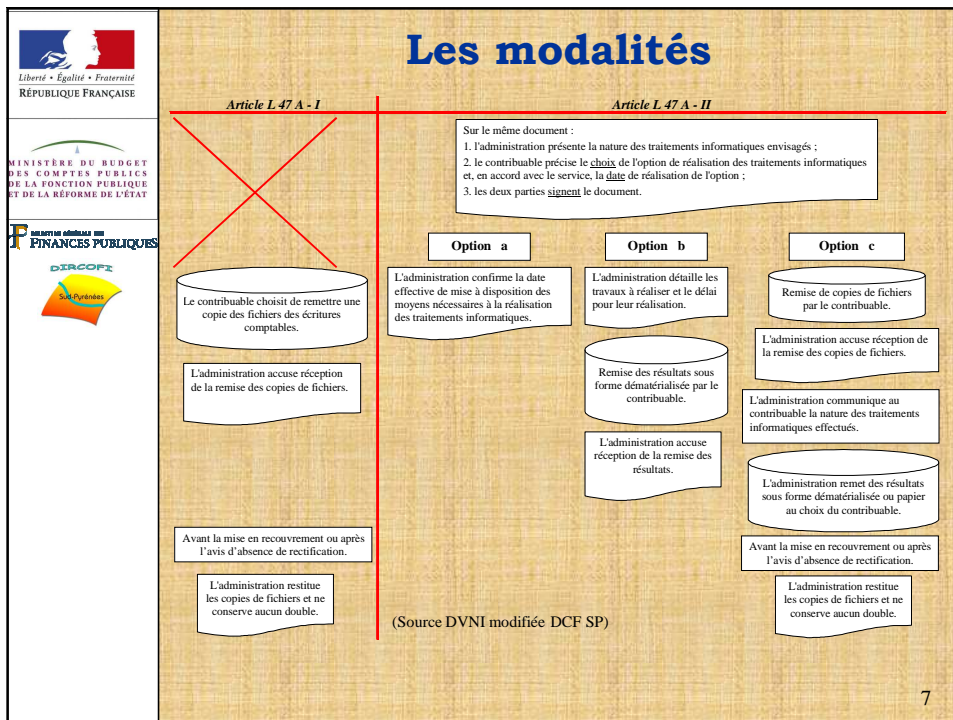 Liberté • Égalité • Fraternité
RÉPUBLIQUE FRANÇAISE
MINISTÈRE DU BUDGET
DES COMPTES PUBLICS
DE LA FONCTION PUBLIQUE
ET DE LA RÉFORME DE L'ÉTAT
FINANCES PUBLIQUES
DIRCOFI
Sud-Pyrénées
Les modalités
Article L 47 A - I
Article L 47 A - II
Sur le même document :
1. l'administration présente la nature des traitements informatiques envisagés ;
2. le contribuable précise le choix de l'option de réalisation des traitements informatiques
et, en accord avec le service, la date de réalisation de l'option ;
3. les deux parties signent le document.
Le contribuable choisit de remettre une
copie des fichiers des écritures
comptables.
L'administration accuse réception
de la remise des copies de fichiers.
Avant la mise en recouvrement ou après
l'avis d'absence de rectification.
L'administration restitue
les copies de fichiers et ne
conserve aucun double.
Option a
L'administration confirme la date
effective de mise à disposition des
moyens nécessaires à la réalisation
des traitements informatiques.
Option b
L'administration détaille les
travaux à réaliser et le délai
pour leur réalisation.
Remise des résultats sous
forme dématérialisée par le
contribuable.
L'administration accuse
réception de la remise des
résultats.
Option c
Remise de copies de fichiers
par le contribuable.
L'administration accuse réception de
la remise des copies de fichiers.
L'administration communique au
contribuable la nature des traitements
informatiques effectués.
L'administration remet des résultats
sous forme dématérialisée ou papier
au choix du contribuable.
Avant la mise en recouvrement ou après
l'avis d'absence de rectification.
L'administration restitue
les copies de fichiers et ne
conserve aucun double.
(Source DVNI modifiée DCF SP)
7